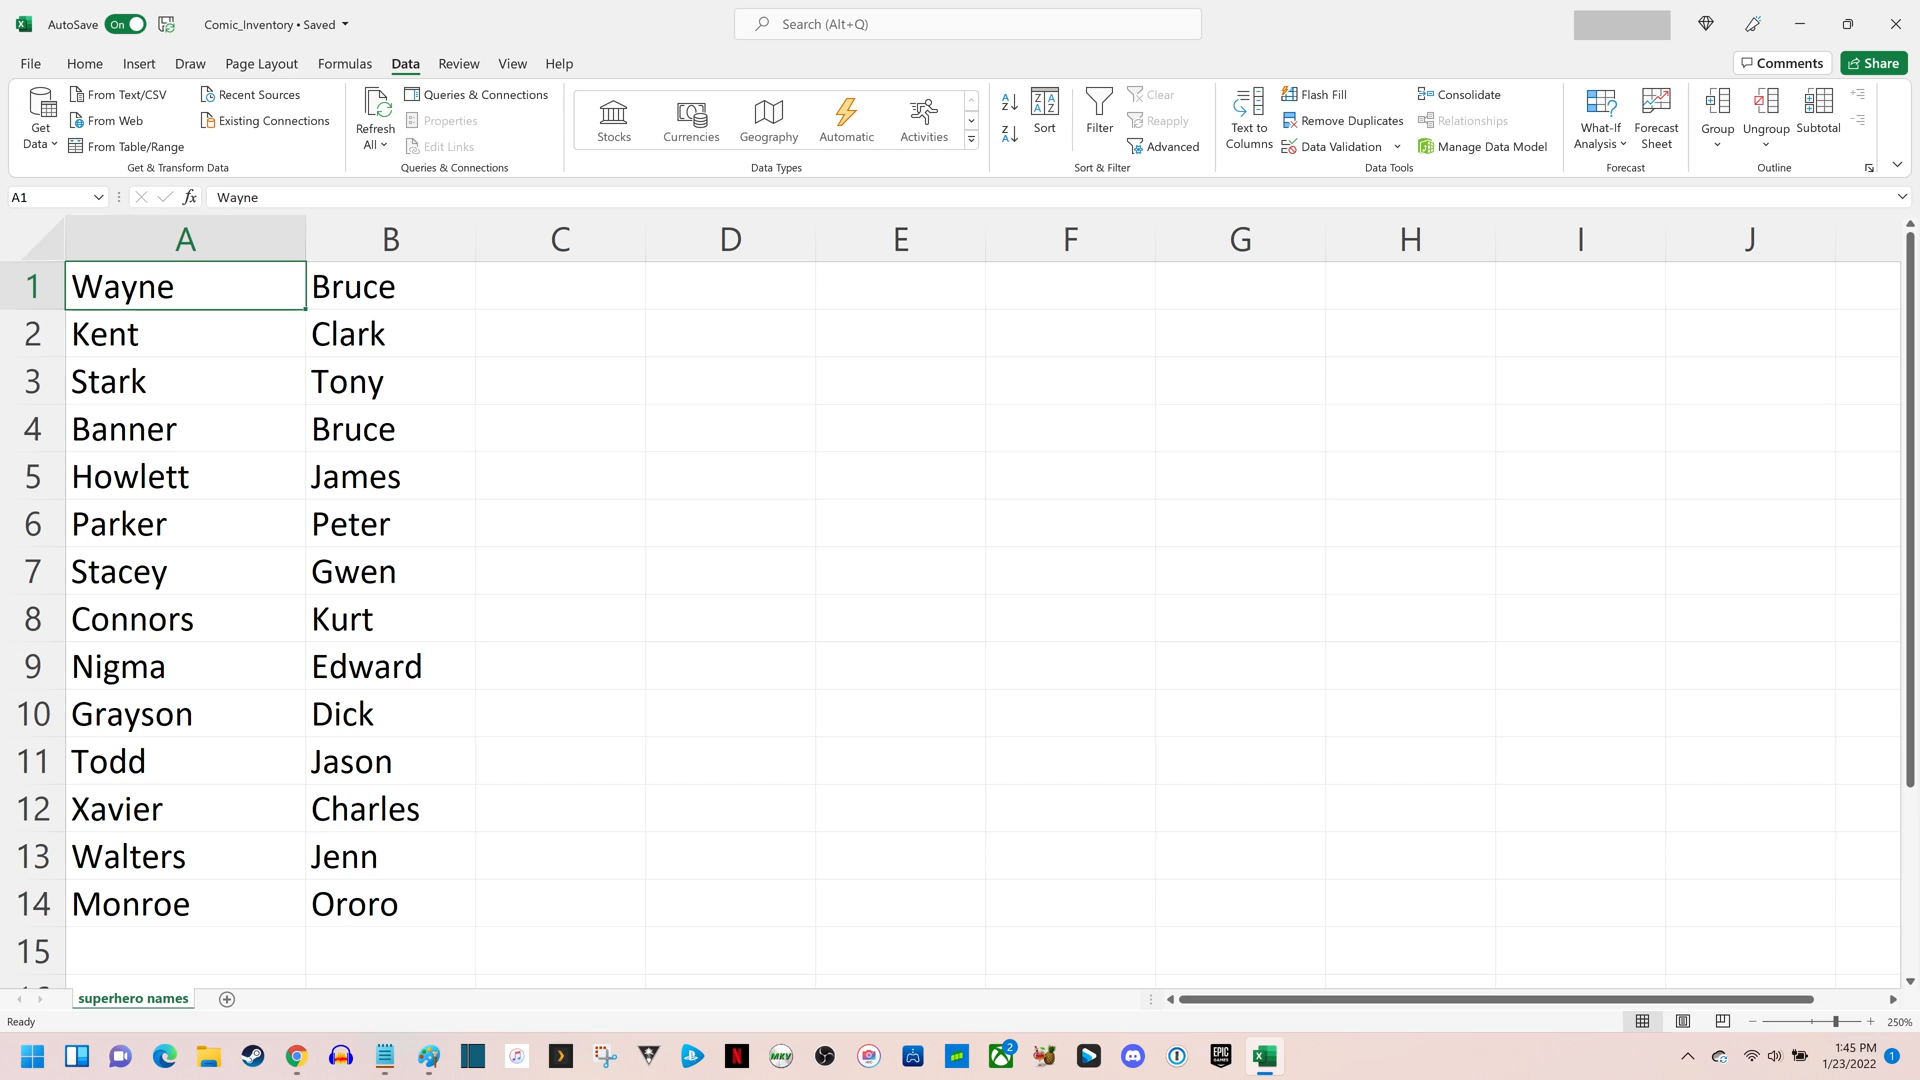 AutoSave On Comic_Inventory • Saved Search (Alt+Q)
File Home Insert Draw Page Layout Formulas Data Review View Help Comments Share
Get Data
From Text/CSV
From Web
From Table/Range
Recent Sources
Existing Connections
Get & Transform Data
Refresh All
Queries & Connections
Properties
Edit Links
Queries & Connections
Stocks Currencies Geography Automatic Activities
Data Types
Sort
Filter
Clear
Reapply
Advanced
Sort & Filter
Text to Columns
Flash Fill
Remove Duplicates
Data Validation
Consolidate
Relationships
Manage Data Model
Data Tools
What-If Analysis
Forecast Sheet
Forecast
Group Ungroup Subtotal
Outline
A1 fx Wayne
A B C D E F G H I J
1 Wayne Bruce
2 Kent Clark
3 Stark Tony
4 Banner Bruce
5 Howlett James
6 Parker Peter
7 Stacey Gwen
8 Connors Kurt
9 Nigma Edward
10 Grayson Dick
11 Todd Jason
12 Xavier Charles
13 Walters Jenn
14 Monroe Ororo
15
superhero names
Ready 250%
MKV 2 EPIC GAMES 1:45 PM
1/23/2022 1